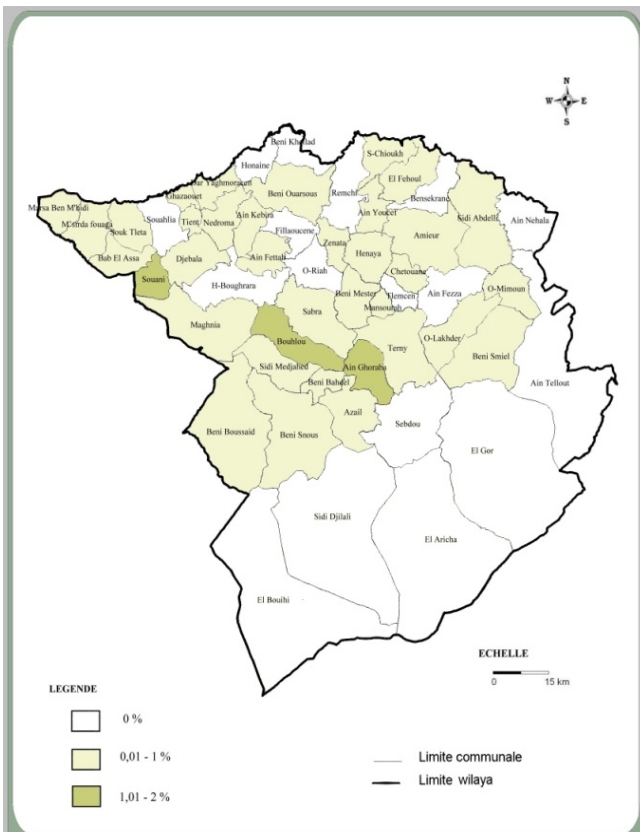 N
W E
S
Beni Khellad
Honaine
S-Chioukh
Dar Yaghmoracen
Ghazaouet
Beni Ouarsous
Remchi
El Fehoul
Bensekrane
Marsa Ben M'hidi
M'sirda fouaga
Souk Tleta
Souahlia
Tient
Nedroma
Ain Kebira
Ain Youcef
Sidi Abdelli
Ain Nehala
Fillaoucene
Amieur
Bab El Assa
Djebala
Ain Fettah
Zenata
Henaya
Souani
H-Boughrara
O-Riah
Chetouane
Beni Mester
Tlemcen
Ain Fezza
O-Mimoun
Mansourah
Maghnia
Sabra
Bouhlou
Terny
O-Lakhder
Beni Smiel
Sidi Medjahed
Ain Ghoraba
Ain Tellout
Beni Bahdel
Azail
Sebdou
Beni Boussaid
Beni Snous
El Gor
Sidi Djilali
El Aricha
El Bouihi
ECHELLE
0 15 km
LEGENDE
0 %
0,01 - 1 %
1,01 - 2 %
Limite communale
Limite wilaya